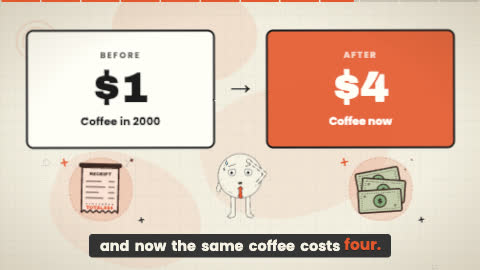 BEFORE
$1
Coffee in 2000
→
AFTER
$4
Coffee now
RECEIPT
and now the same coffee costs four.